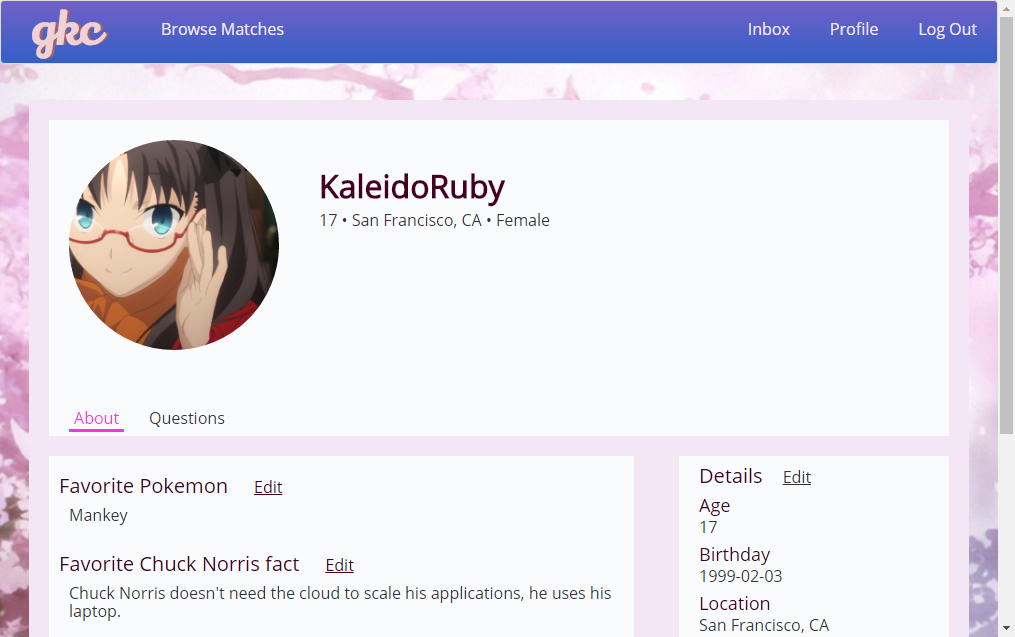 gkc
Browse Matches
Inbox
Profile
Log Out
KaleidoRuby
17 • San Francisco, CA • Female
About
Questions
Favorite Pokemon
Edit
Mankey
Favorite Chuck Norris fact
Edit
Chuck Norris doesn't need the cloud to scale his applications, he uses his
laptop.
Details
Edit
Age
17
Birthday
1999-02-03
Location
San Francisco, CA